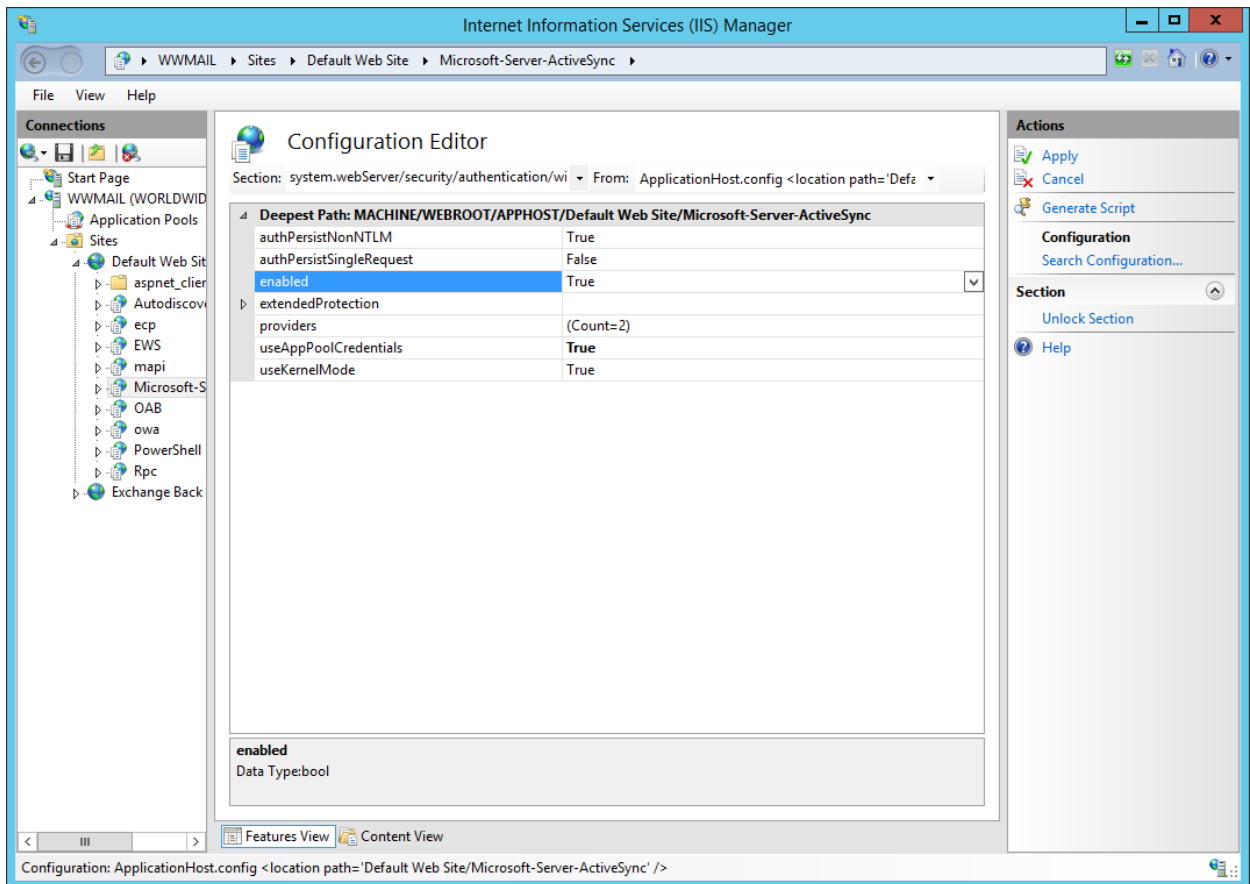 Internet Information Services (IIS) Manager
WWMAIL Sites Default Web Site Microsoft-Server-ActiveSync
File View Help
Connections
Start Page
WWMAIL (WORLDWID
Application Pools
Sites
Default Web Sit
aspnet_clien
Autodiscov
ecp
EWS
mapi
Microsoft-S
OAB
owa
PowerShell
Rpc
Exchange Back
Configuration Editor
Section: system.webServer/security/authentication/wi From: ApplicationHost.config <location path='Defa
Deepest Path: MACHINE/WEBROOT/APPHOST/Default Web Site/Microsoft-Server-ActiveSync
authPersistNonNTLM True
authPersistSingleRequest False
enabled True
extendedProtection
providers (Count=2)
useAppPoolCredentials True
useKernelMode True
enabled
Data Type:bool
Features View Content View
Actions
Apply
Cancel
Generate Script
Configuration
Search Configuration...
Section
Unlock Section
Help
Configuration: ApplicationHost.config <location path='Default Web Site/Microsoft-Server-ActiveSync' />